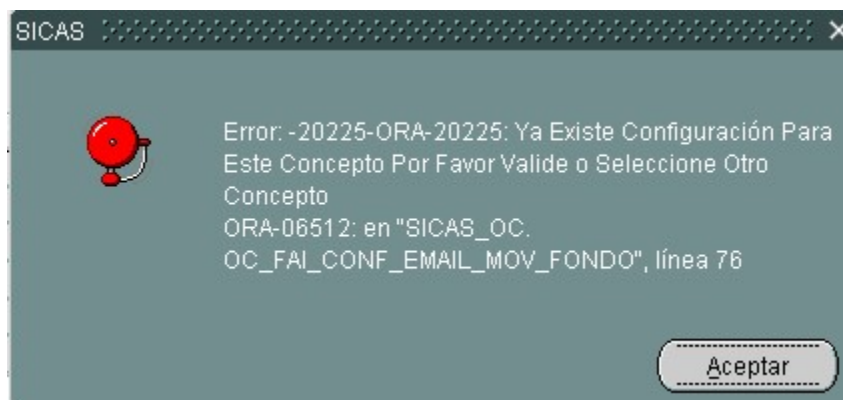 SICAS
Error: -20225-ORA-20225: Ya Existe Configuración Para
Este Concepto Por Favor Valide o Seleccione Otro
Concepto
ORA-06512: en "SICAS_OC.
OC_FAI_CONF_EMAIL_MOV_FONDO", línea 76
Aceptar